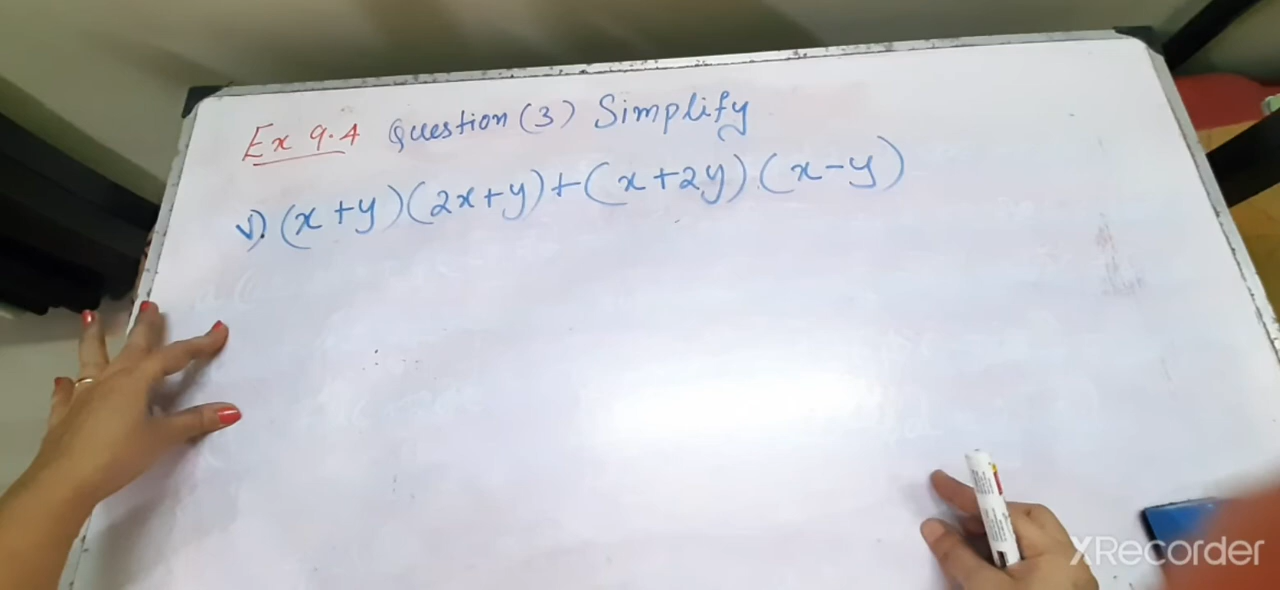 Ex 9.4 Question (3) Simplify
v). (x+y)(2x+y)+(x+2y)(x-y)
XRecorder